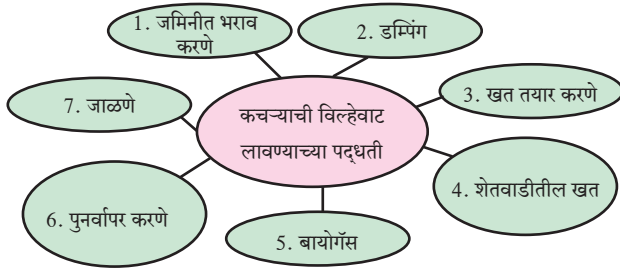 1. जमिनीत भराव
करणे
2. डम्पिंग
3. खत तयार करणे
4. शेतवाडीतील खत
5. बायोगॅस
6. पुनर्वापर करणे
7. जाळणे
कचऱ्याची विल्हेवाट
लावण्याच्या पद्धती